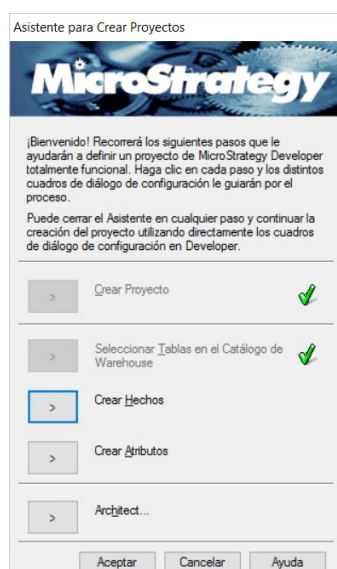 Asistente para Crear Proyectos
MicroStrategy
¡Bienvenido! Recorrerá los siguientes pasos que le
ayudarán a definir un proyecto de MicroStrategy Developer
totalmente funcional. Haga clic en cada paso y los distintos
cuadros de diálogo de configuración le guiarán por el
proceso.
Puede cerrar el Asistente en cualquier paso y continuar la
creación del proyecto utilizando directamente los cuadros
de diálogo de configuración en Developer.
> Crear Proyecto
> Seleccionar Tablas en el Catálogo de
Warehouse
> Crear Hechos
> Crear Atributos
> Architect...
Aceptar Cancelar Ayuda